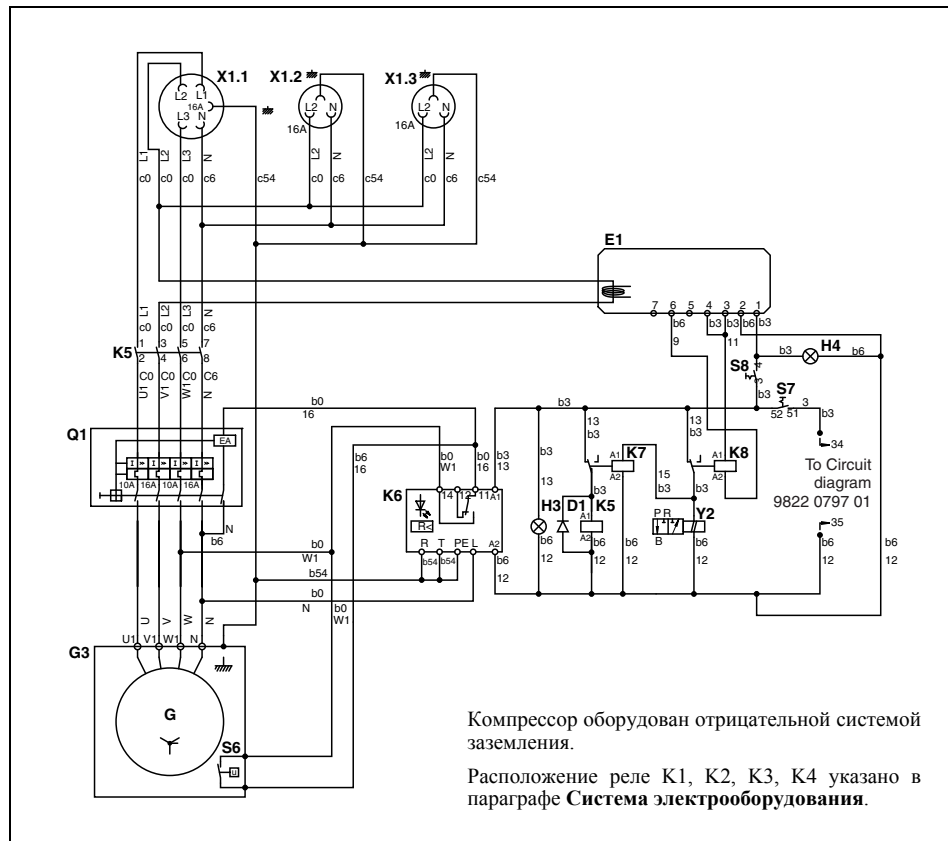 X1.1 X1.2 X1.3
L2 L1 L2 N L2 N
16A
L3 N 16A 16A
L1 L2 L3 N L2 N L2 N
c0 c0 c0 c6 c0 c6 c54 c0 c6 c54
E1
7 6 5 4 3 2 1
b6 b3 b3 b6 b3
9 11
L1 L2 L3 N
c0 c0 c0 c6
K5 1 3 5 7
2 4 6 8
C0 C0 C0 C6
U1 V1 W1 N
H4
b3 b6
S8 4
3
b3
S7
52 51 3
b3
b0
16
b3
Q1
EA
I » I » I » I »
10A 16A 10A 16A
N
b6
b6
16
b0 b0 b3
W1 16 13
14 12 11 A1
K6
R<
R T PE L A2
b54 b54
b6
12
b3
13
H3
b6
12
13
b3
A1 K7
A2
b3
D1 A1 K5
A2
b6
12
15
b3
13
b3
A1 K8
A2
b3
P R Y2
B
b6
12
34
To Circuit
diagram
9822 0797 01
35
b6
12
b6
12
b0
W1
b54
b0
N b0
W1
U V W N
U1 V1 W1 N
G3
G
S6
u
Компрессор оборудован отрицательной системой
заземления.
Расположение реле K1, K2, K3, K4 указано в
параграфе Система электрооборудования.